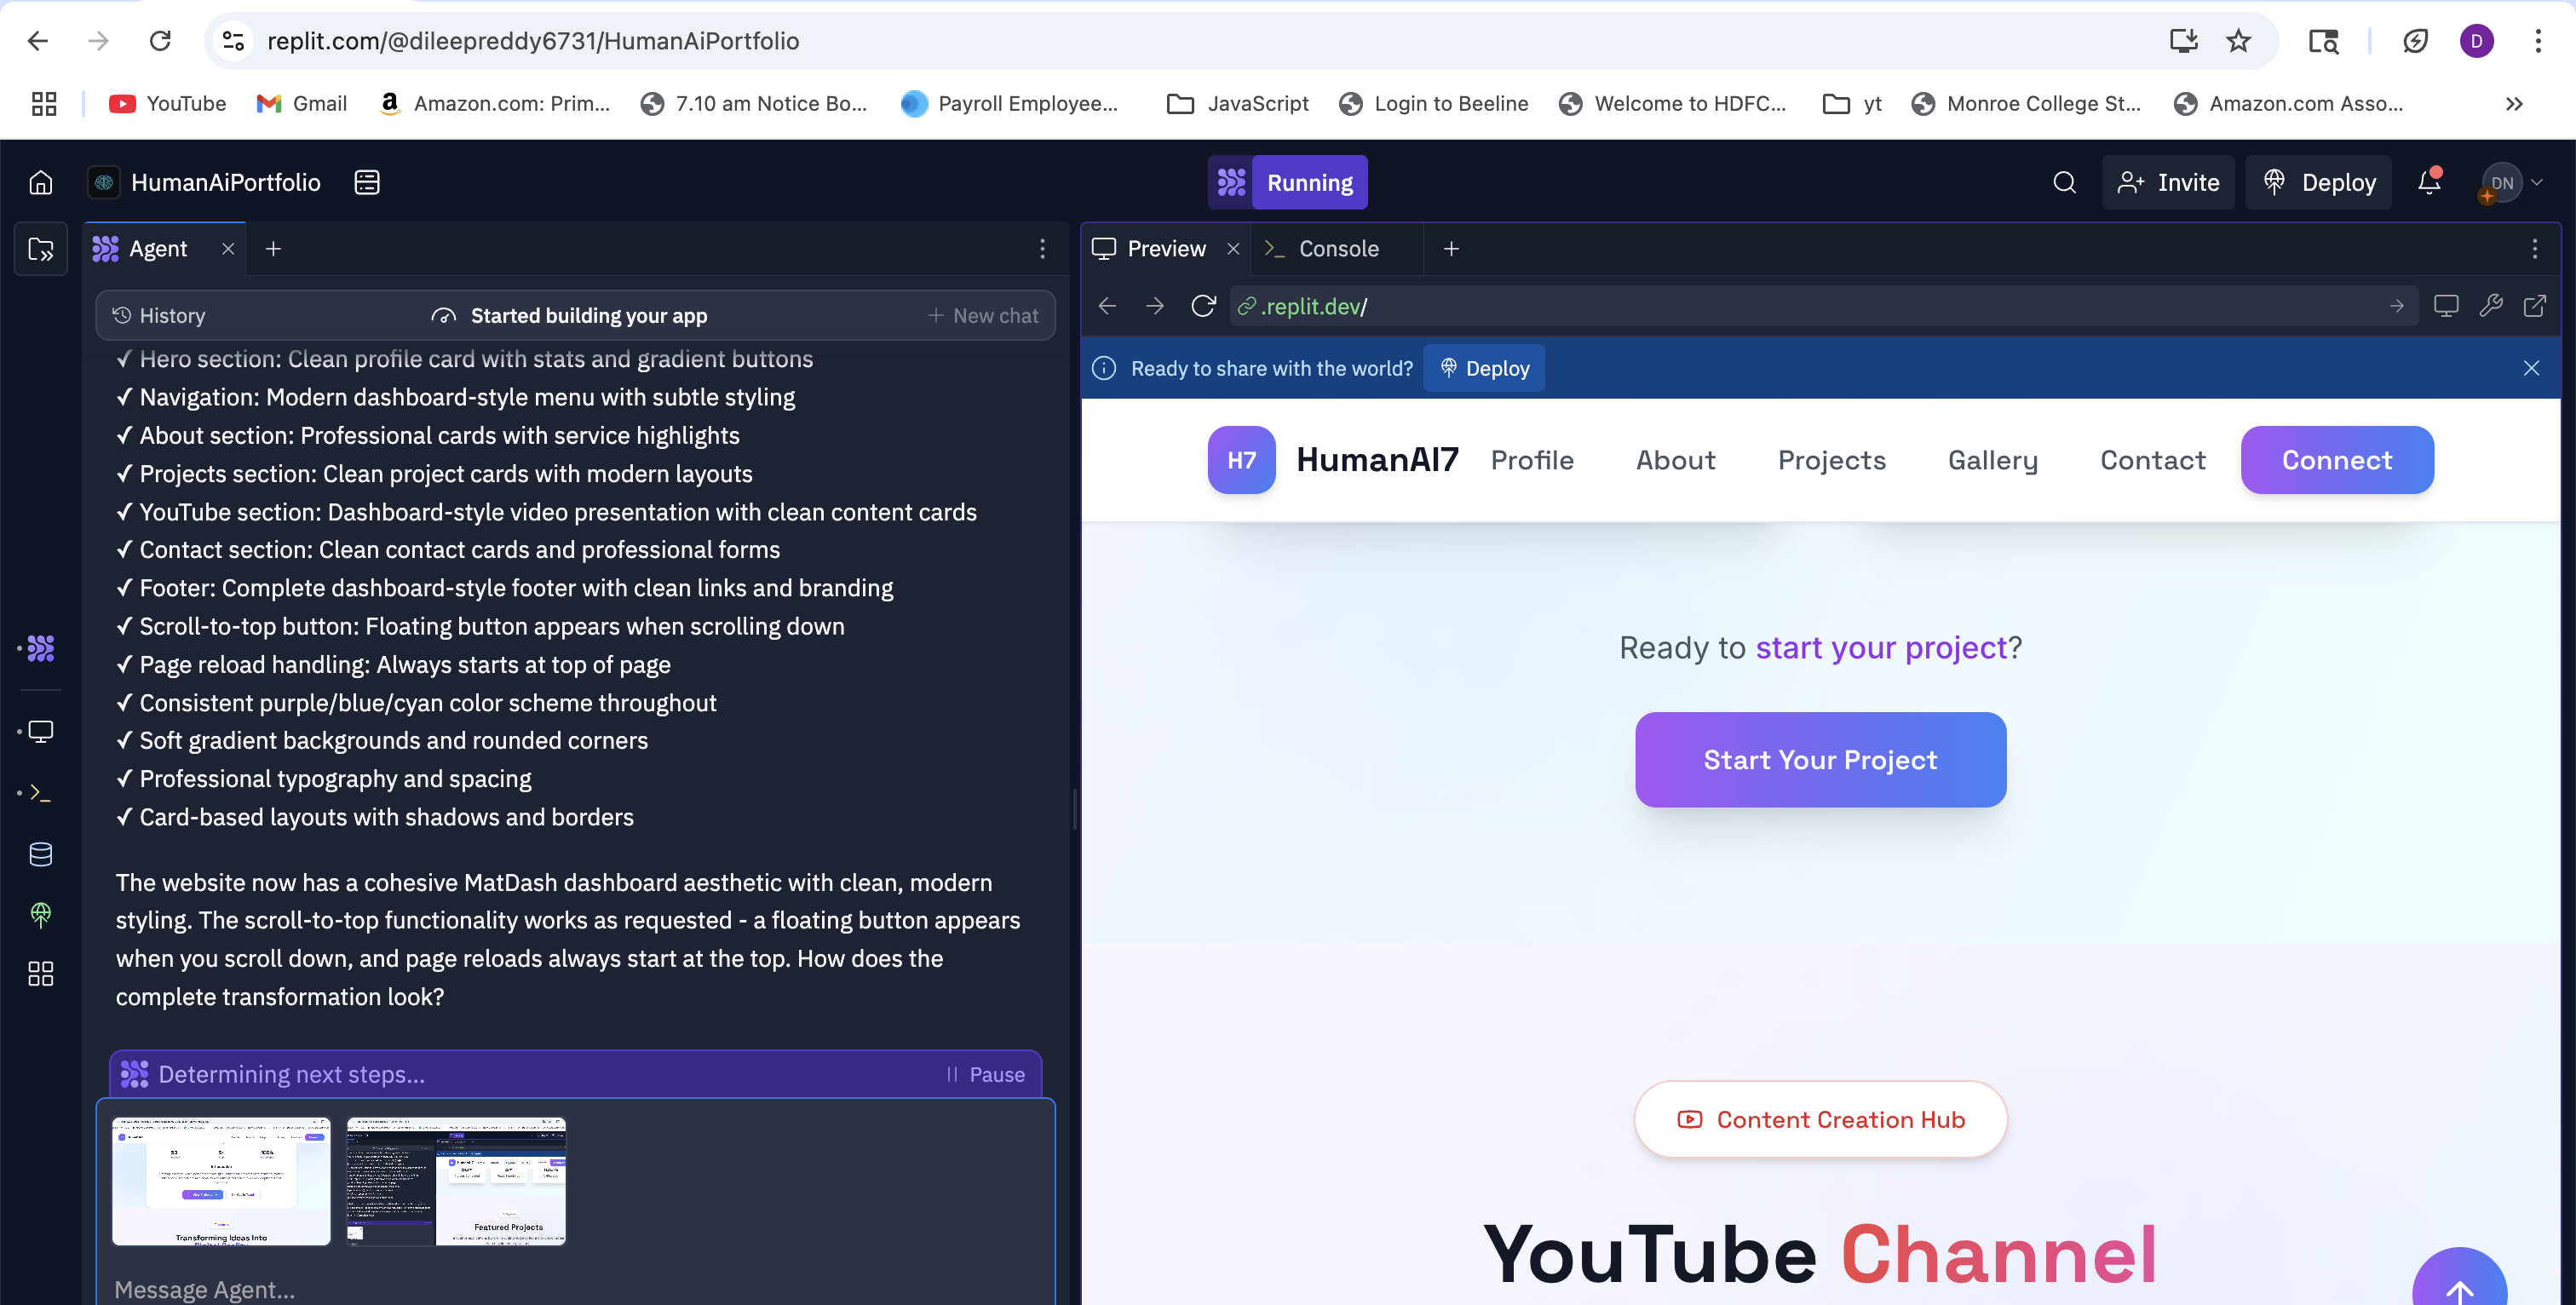 replit.com/@dileepreddy6731/HumanAiPortfolio
D
YouTube
Gmail
Amazon.com: Prim...
7.10 am Notice Bo...
Payroll Employee...
JavaScript
Login to Beeline
Welcome to HDFC...
yt
Monroe College St...
Amazon.com Asso...
HumanAiPortfolio
Running
Invite
Deploy
DN
Agent
History
Started building your app
New chat
✓ Hero section: Clean profile card with stats and gradient buttons
✓ Navigation: Modern dashboard-style menu with subtle styling
✓ About section: Professional cards with service highlights
✓ Projects section: Clean project cards with modern layouts
✓ YouTube section: Dashboard-style video presentation with clean content cards
✓ Contact section: Clean contact cards and professional forms
✓ Footer: Complete dashboard-style footer with clean links and branding
✓ Scroll-to-top button: Floating button appears when scrolling down
✓ Page reload handling: Always starts at top of page
✓ Consistent purple/blue/cyan color scheme throughout
✓ Soft gradient backgrounds and rounded corners
✓ Professional typography and spacing
✓ Card-based layouts with shadows and borders
The website now has a cohesive MatDash dashboard aesthetic with clean, modern
styling. The scroll-to-top functionality works as requested - a floating button appears
when you scroll down, and page reloads always start at the top. How does the
complete transformation look?
Determining next steps...
Pause
Transforming Ideas Into
Featured Projects
Message Agent...
Preview
Console
.replit.dev/
Ready to share with the world?
Deploy
H7
HumanAI7
Profile
About
Projects
Gallery
Contact
Connect
Ready to start your project?
Start Your Project
Content Creation Hub
YouTube Channel